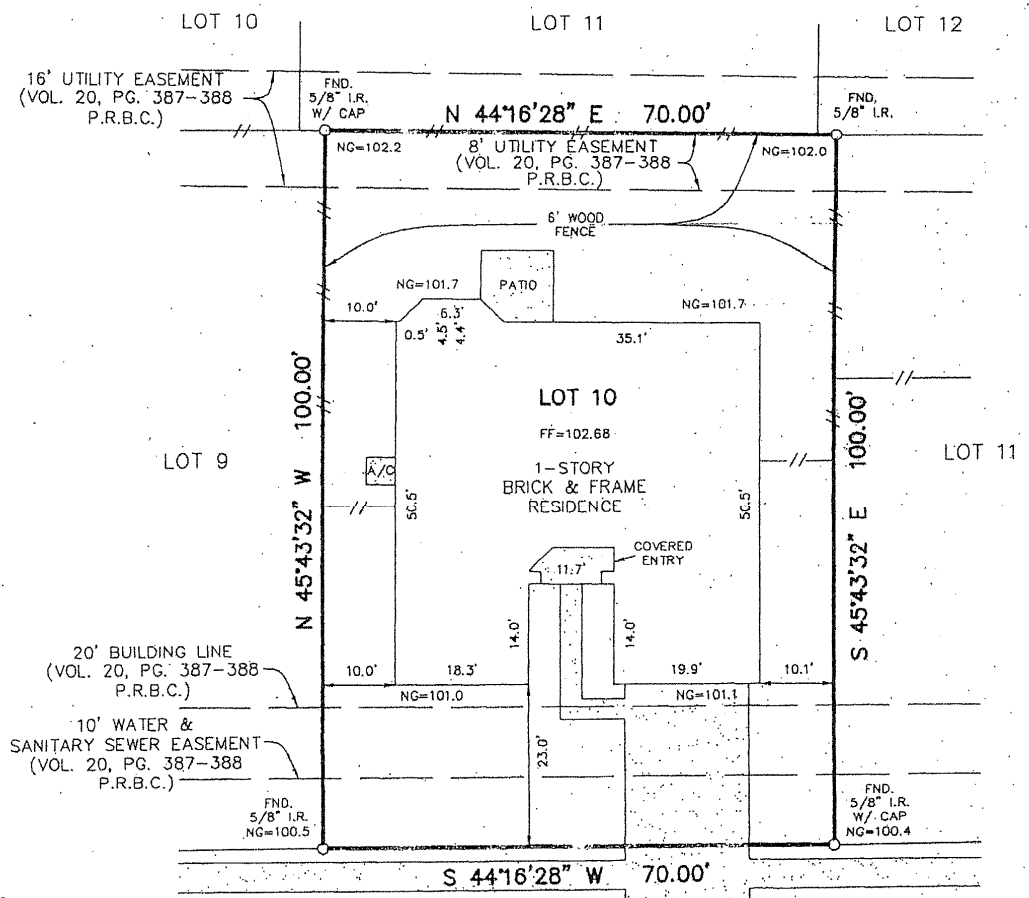 LOT 10
LOT 11
LOT 12
16' UTILITY EASEMENT
(VOL. 20, PG. 387-388
P.R.B.C.)
FND.
5/8" I.R.
W/ CAP
N 44°16'28" E 70.00'
FND.
5/8" I.R.
NG=102.2
8' UTILITY EASEMENT
(VOL. 20, PG. 387-388
P.R.B.C.)
NG=102.0
6' WOOD
FENCE
NG=101.7
PATIO
NG=101.7
10.0'
6.3'
0.5'
4.5'
4.4'
35.1'
N 45°43'32" W 100.00'
LOT 10
FF=102.68
LOT 9
1-STORY
BRICK & FRAME
RESIDENCE
A/C
50.5'
50.5'
S 45°43'32" E 100.00'
LOT 11
COVERED
ENTRY
11.7'
14.0'
14.0'
20' BUILDING LINE
(VOL. 20, PG. 387-388
P.R.B.C.)
10.0'
18.3'
19.9'
10.1'
NG=101.0
NG=101.1
10' WATER &
SANITARY SEWER EASEMENT
(VOL. 20, PG. 387-388
P.R.B.C.)
23.0'
FND.
5/8" I.R.
NG=100.5
FND.
5/8" I.R.
W/ CAP
NG=100.4
S 44°16'28" W 70.00'